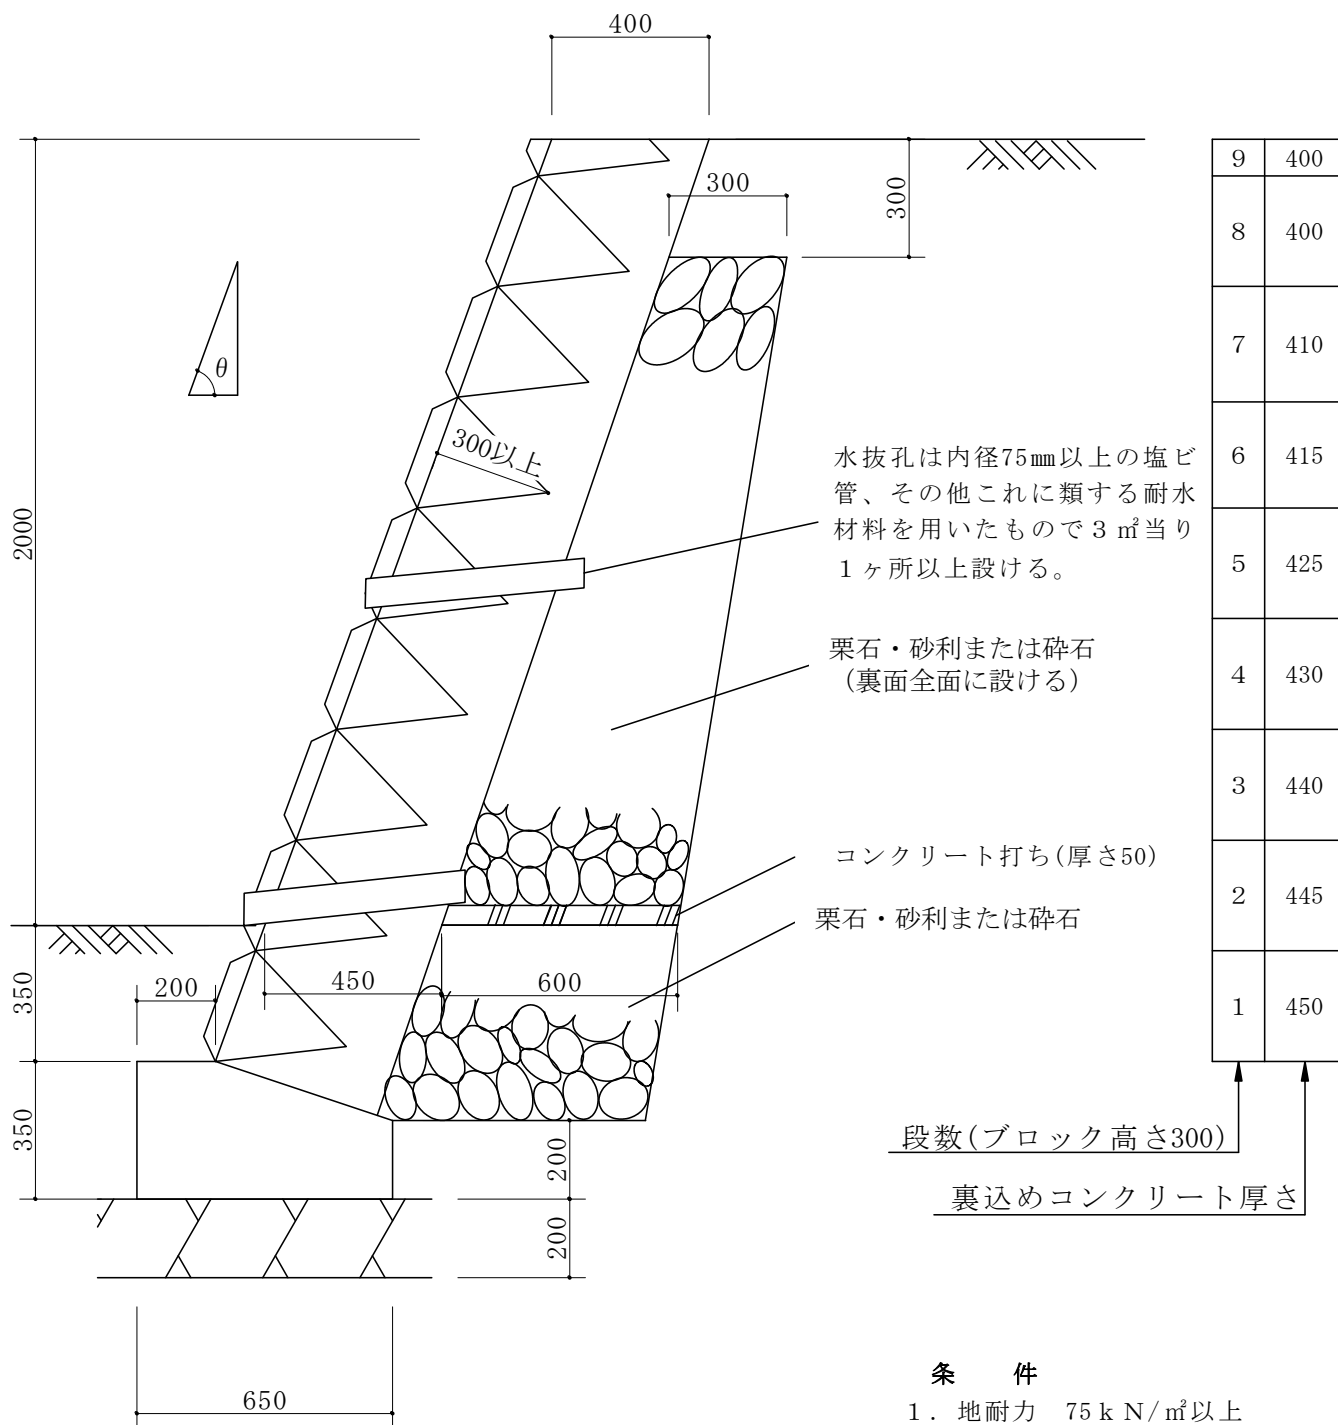 400
9 400
300
300
8 400
θ
7 410
300以上
6 415
水抜孔は内径75㎜以上の塩ビ
管、その他これに類する耐水
材料を用いたもので３㎡当り
１ヶ所以上設ける。
2000
5 425
栗石・砂利または砕石
（裏面全面に設ける）
4 430
3 440
コンクリート打ち(厚さ50)
2 445
栗石・砂利または砕石
350
200
450
600
1 450
350
200
段数(ブロック高さ300)
200
裏込めコンクリート厚さ
650
条　件
１．地耐力　75ｋＮ/㎡以上